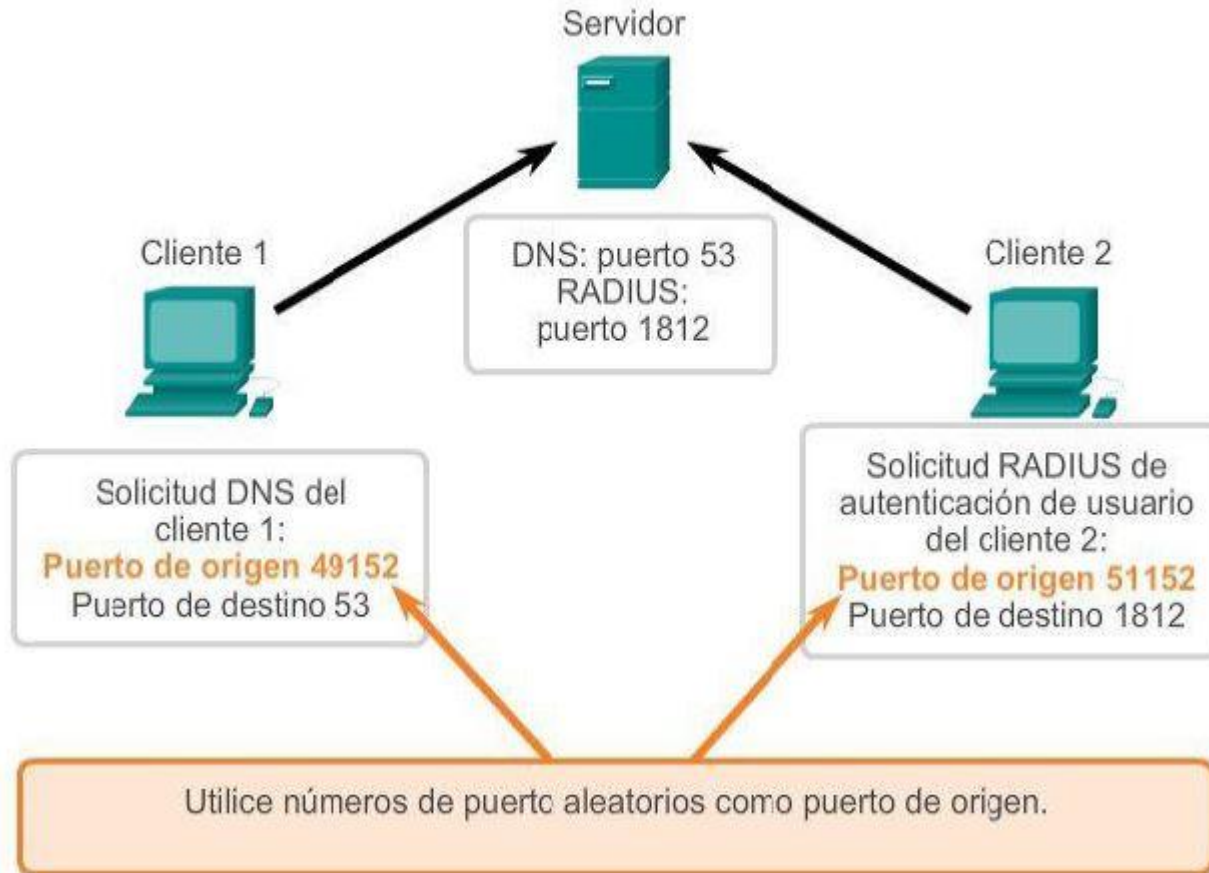 Servidor
Cliente 1
DNS: puerto 53
RADIUS:
puerto 1812
Cliente 2
Solicitud DNS del
cliente 1:
Puerto de origen 49152
Puerto de destino 53
Solicitud RADIUS de
autenticación de usuario
del cliente 2:
Puerto de origen 51152
Puerto de destino 1812
Utilice números de puerto aleatorios como puerto de origen.